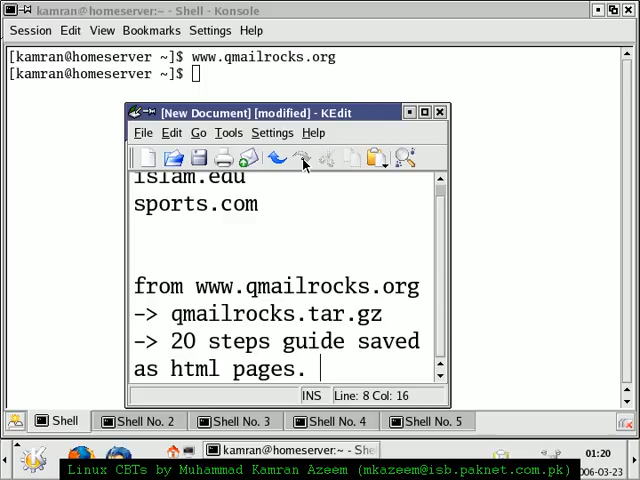 kamran@homeserver:~ - Shell - Konsole
Session Edit View Bookmarks Settings Help
[kamran@homeserver ~]$ www.qmailrocks.org
[kamran@homeserver ~]$
[New Document] [modified] - KEdit
File Edit Go Tools Settings Help
islam.edu
sports.com
from www.qmailrocks.org
-> qmailrocks.tar.gz
-> 20 steps guide saved
as html pages.
INS Line: 8 Col: 16
Shell Shell No. 2 Shell No. 3 Shell No. 4 Shell No. 5
kamran@homeserver:~ - Shel
01:20
Linux CBTs by Muhammad Kamran Azeem (mkazeem@isb.paknet.com.pk)
006-03-23